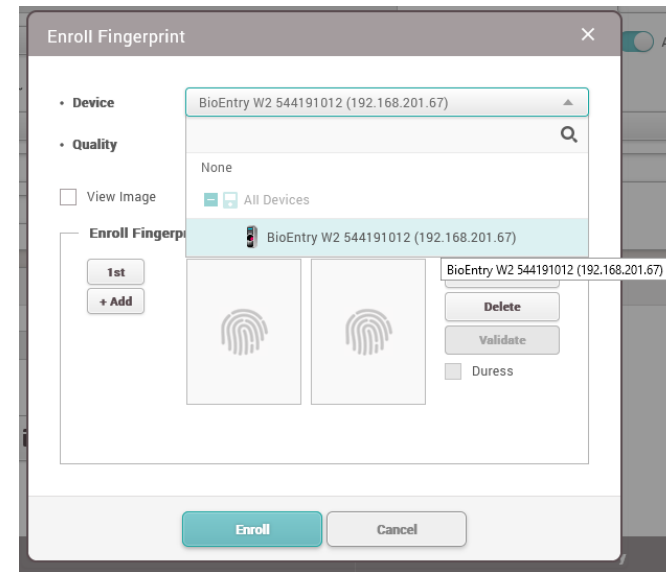 Enroll Fingerprint
Device
BioEntry W2 544191012 (192.168.201.67)
Quality
None
View Image
All Devices
BioEntry W2 544191012 (192.168.201.67)
BioEntry W2 544191012 (192.168.201.67)
Enroll Fingerp
1st
+ Add
Delete
Validate
Duress
Enroll
Cancel